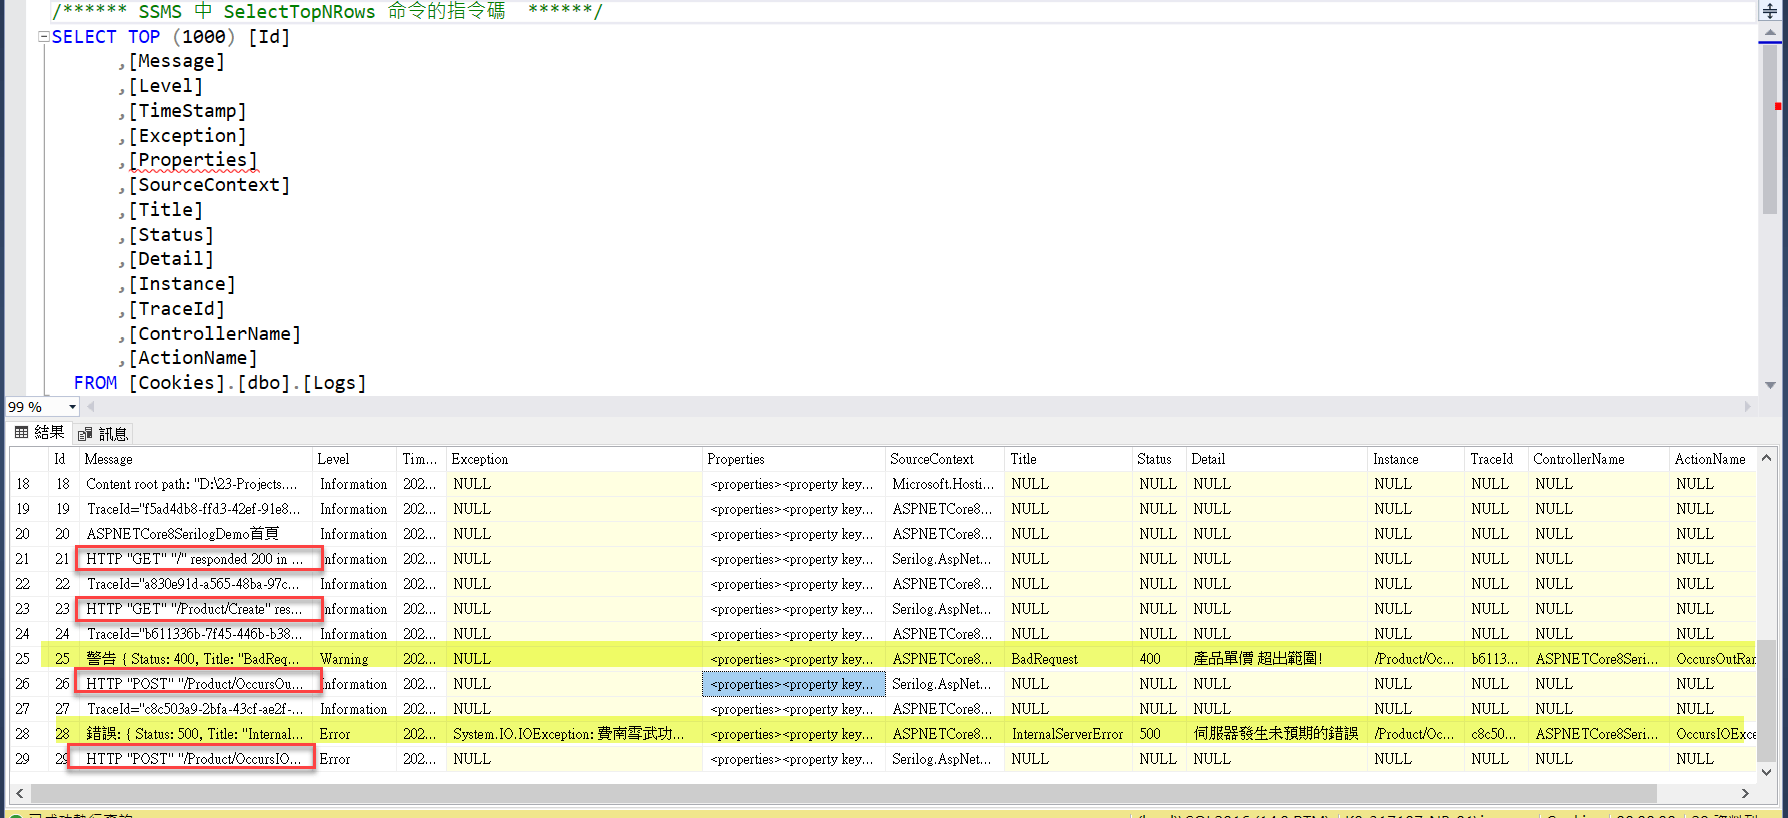 /****** SSMS 中 SelectTopNRows 命令的指令碼  ******/
SELECT TOP (1000) [Id]
,[Message]
,[Level]
,[TimeStamp]
,[Exception]
,[Properties]
,[SourceContext]
,[Title]
,[Status]
,[Detail]
,[Instance]
,[TraceId]
,[ControllerName]
,[ActionName]
FROM [Cookies].[dbo].[Logs]
99 %
結果 訊息
Id Message Level Tim... Exception Properties SourceContext Title Status Detail Instance TraceId ControllerName ActionName
18 18 Content root path: "D:\23-Projects.... Information 202... NULL <properties><property key... Microsoft.Hosti... NULL NULL NULL NULL NULL NULL NULL
19 19 TraceId="f5ad4db8-ffd3-42ef-91e8... Information 202... NULL <properties><property key... ASPNETCore8... NULL NULL NULL NULL NULL NULL NULL
20 20 ASPNETCore8SerilogDemo首頁 Information 202... NULL <properties><property key... ASPNETCore8... NULL NULL NULL NULL NULL NULL NULL
21 21 HTTP "GET" "/" responded 200 in ... Information 202... NULL <properties><property key... Serilog.AspNet... NULL NULL NULL NULL NULL NULL NULL
22 22 TraceId="a830e91d-a565-48ba-97c... Information 202... NULL <properties><property key... ASPNETCore8... NULL NULL NULL NULL NULL NULL NULL
23 23 HTTP "GET" "/Product/Create" res... Information 202... NULL <properties><property key... Serilog.AspNet... NULL NULL NULL NULL NULL NULL NULL
24 24 TraceId="b611336b-7f45-446b-b38... Information 202... NULL <properties><property key... ASPNETCore8... NULL NULL NULL NULL NULL NULL NULL
25 25 警告 { Status: 400, Title: "BadReq... Warning 202... NULL <properties><property key... ASPNETCore8... BadRequest 400 產品單價 超出範圍! /Product/Oc... b6113... ASPNETCore8Seri... OccursOutRan
26 26 HTTP "POST" "/Product/OccursOu... Information 202... NULL <properties><property key... Serilog.AspNet... NULL NULL NULL NULL NULL NULL NULL
27 27 TraceId="c8c503a9-2bfa-43cf-ae2f-... Information 202... NULL <properties><property key... ASPNETCore8... NULL NULL NULL NULL NULL NULL NULL
28 28 錯誤: { Status: 500, Title: "Internal... Error 202... System.IO.IOException: 費南雪武功... <properties><property key... ASPNETCore8... InternalServerError 500 伺服器發生未預期的錯誤 /Product/Oc... c8c50... ASPNETCore8Seri... OccursIOExce
29 29 HTTP "POST" "/Product/OccursIO... Error 202... NULL <properties><property key... Serilog.AspNet... NULL NULL NULL NULL NULL NULL NULL